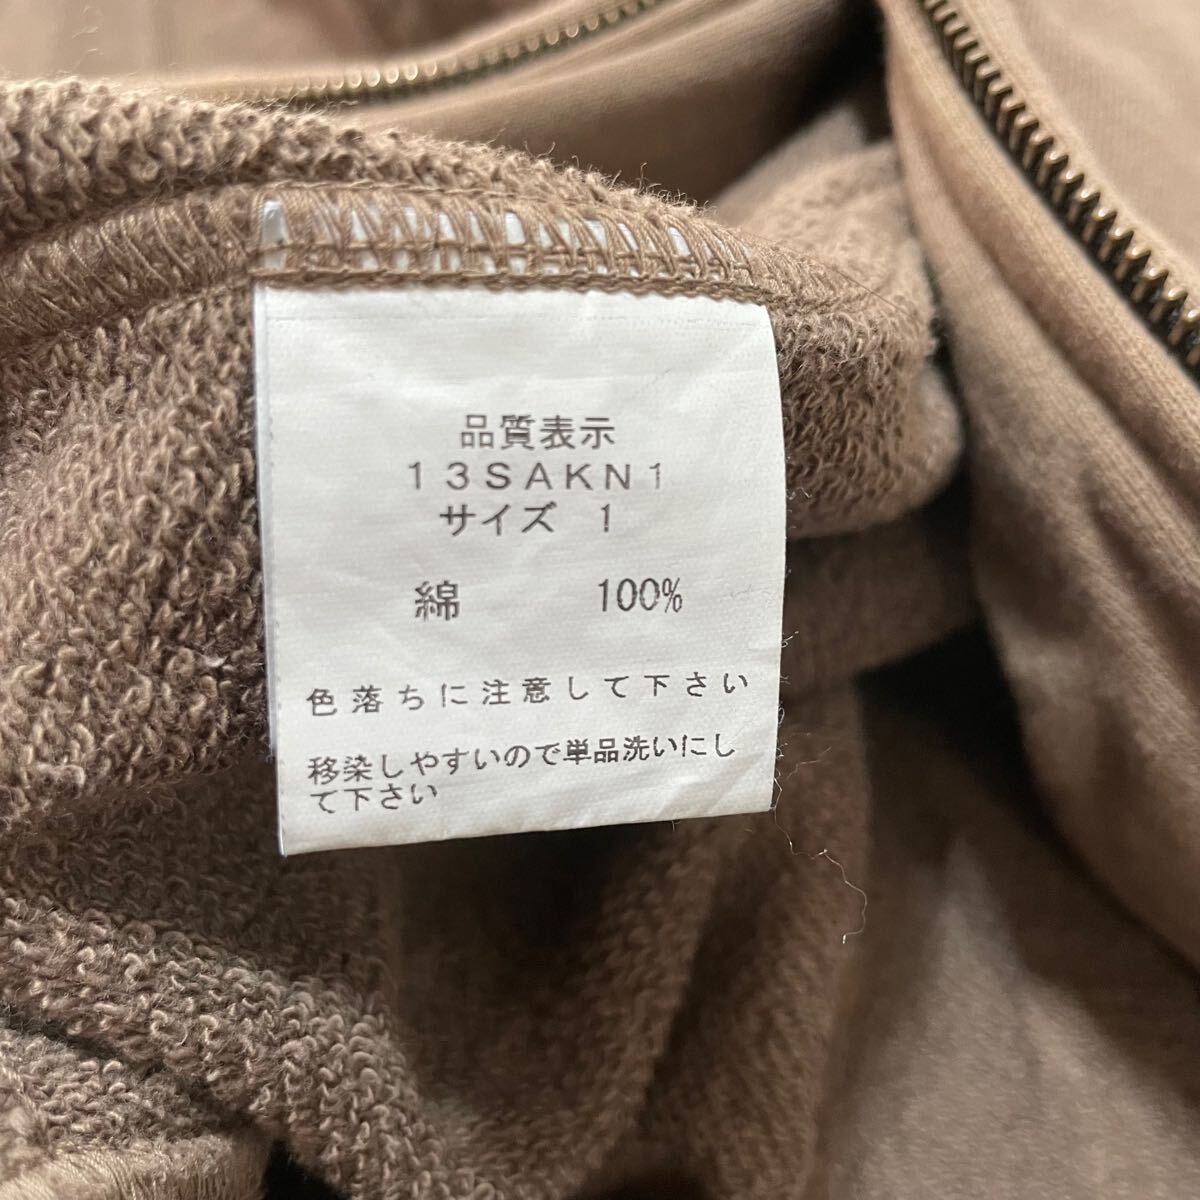 品質表示
13SAKN1
サイズ 1
綿 100%
色落ちに注意して下さい
移染しやすいので単品洗いにし
て下さい